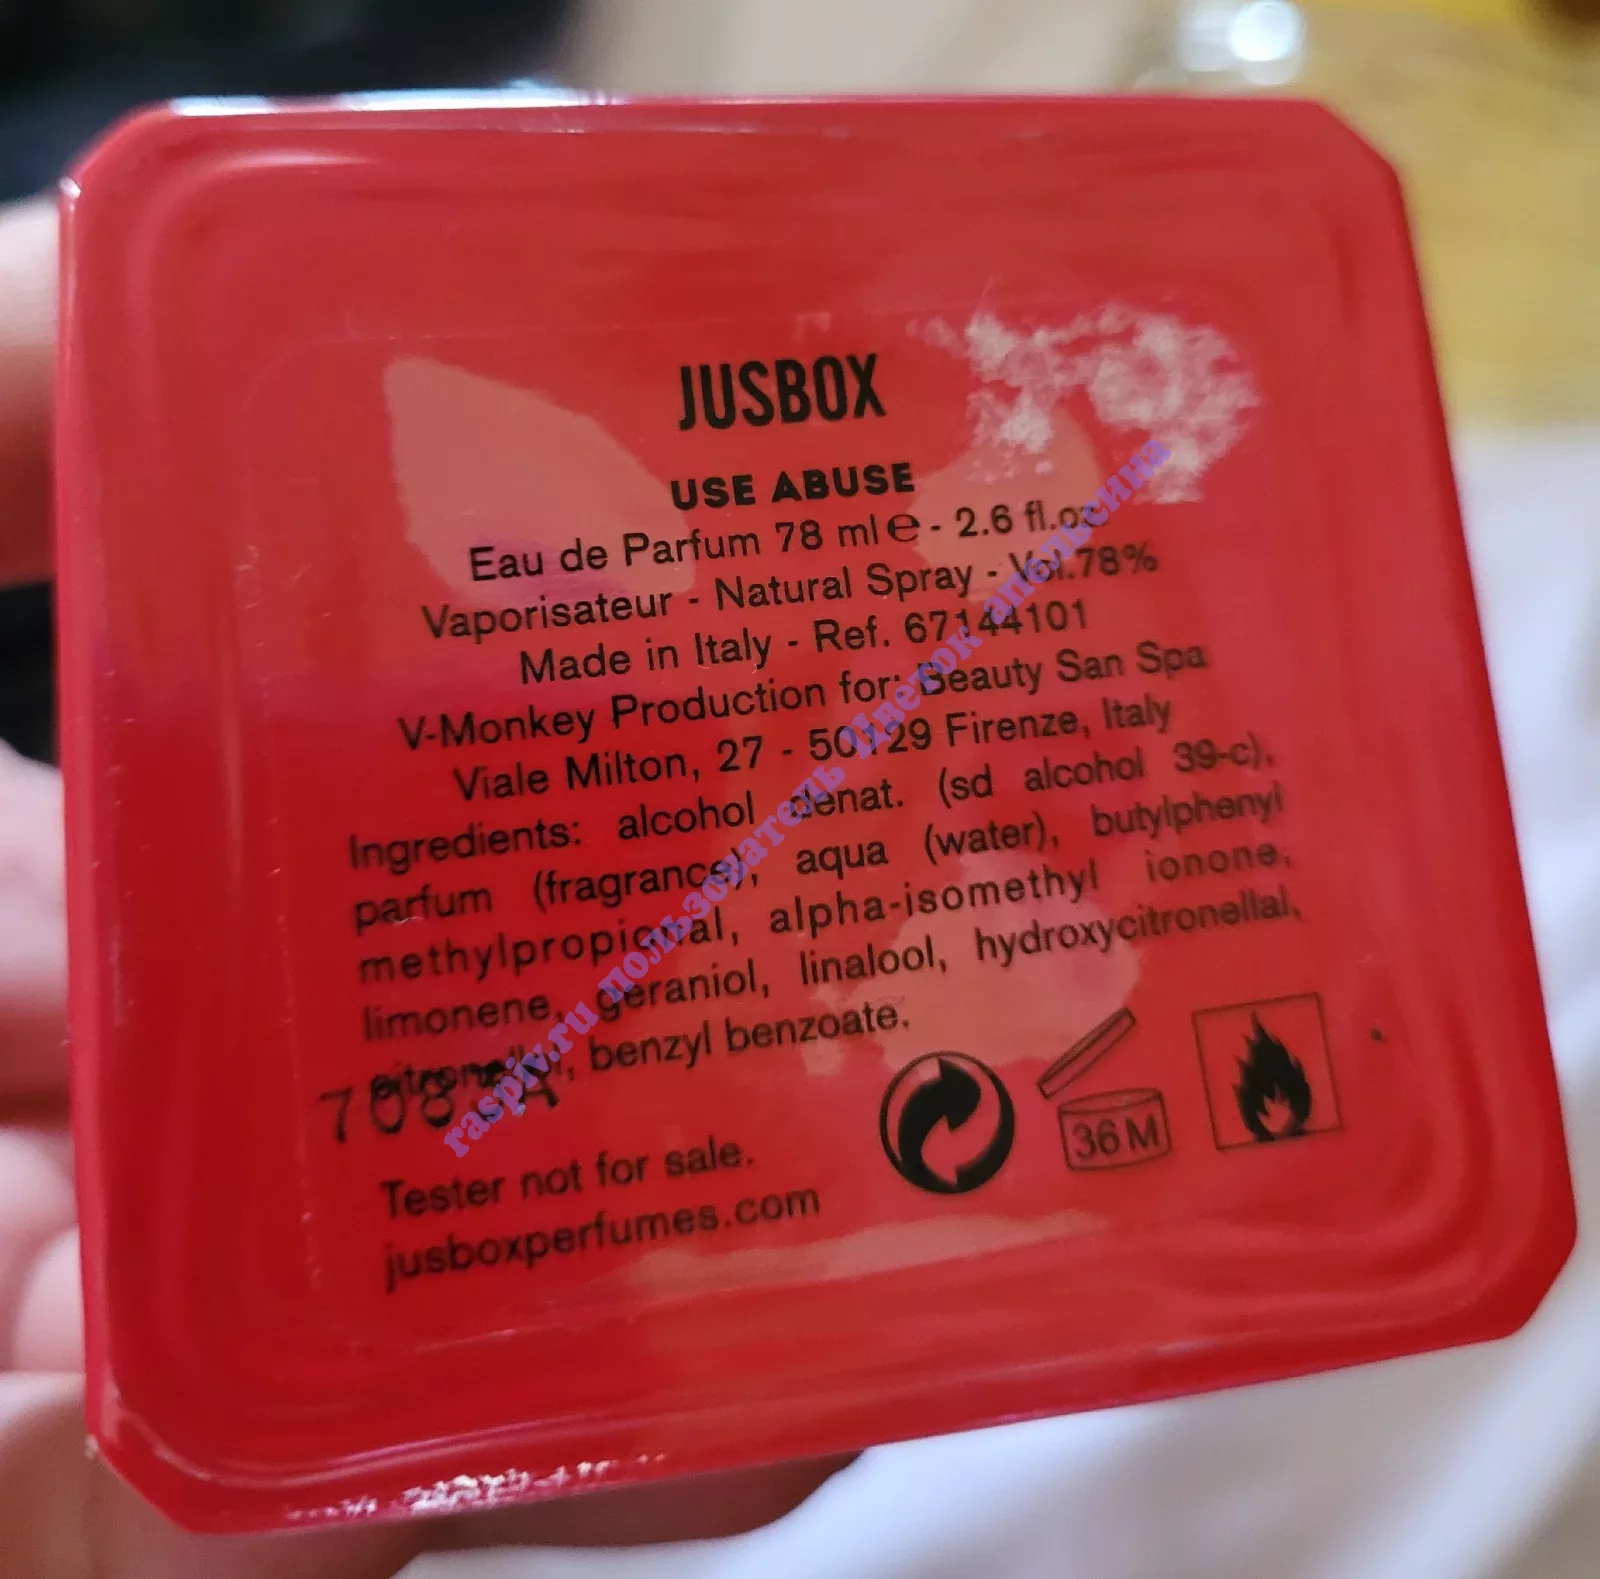 JUSBOX
USE ABUSE
Eau de Parfum 78 ml ℮ - 2.6 fl.oz
Vaporisateur - Natural Spray - Vol.78%
Made in Italy - Ref. 67144101
V-Monkey Production for: Beauty San Spa
Viale Milton, 27 - 50129 Firenze, Italy
Ingredients: alcohol denat. (sd alcohol 39-c),
parfum (fragrance), aqua (water), butylphenyl
methylpropional, alpha-isomethyl ionone,
limonene, geraniol, linalool, hydroxycitronellal,
citronellol, benzyl benzoate.
36 M
Tester not for sale.
jusboxperfumes.com
raspiv.ru пользователь Цветок апельсина